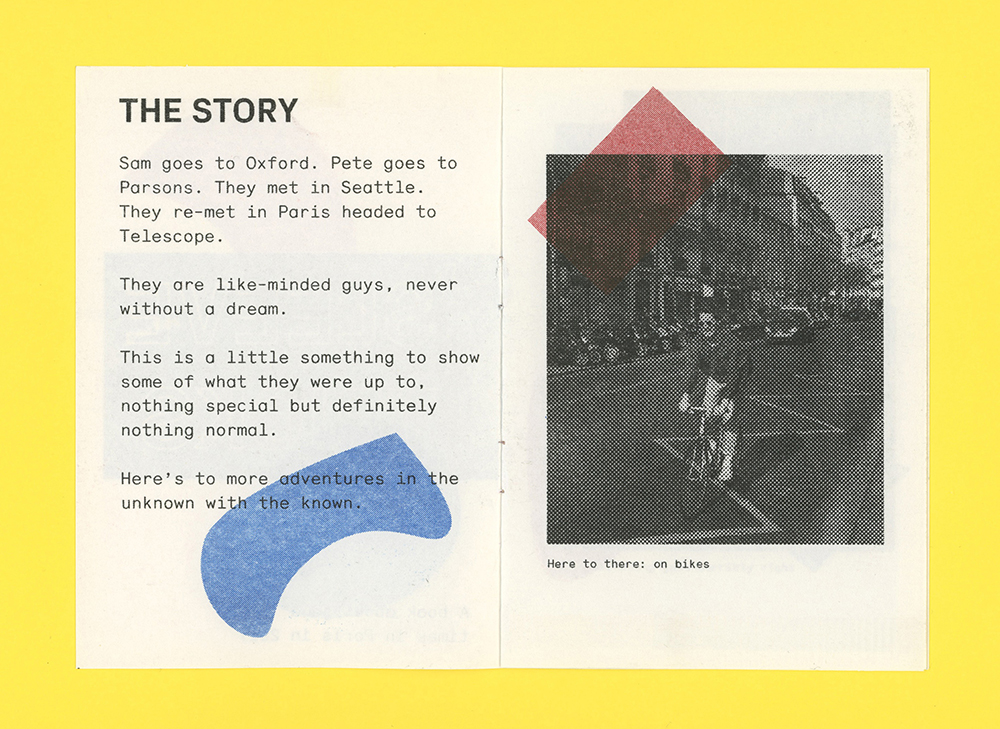 THE STORY
Sam goes to Oxford. Pete goes to
Parsons. They met in Seattle.
They re-met in Paris headed to
Telescope.
They are like-minded guys, never
without a dream.
This is a little something to show
some of what they were up to,
nothing special but definitely
nothing normal.
Here's to more adventures in the
unknown with the known.
Here to there: on bikes